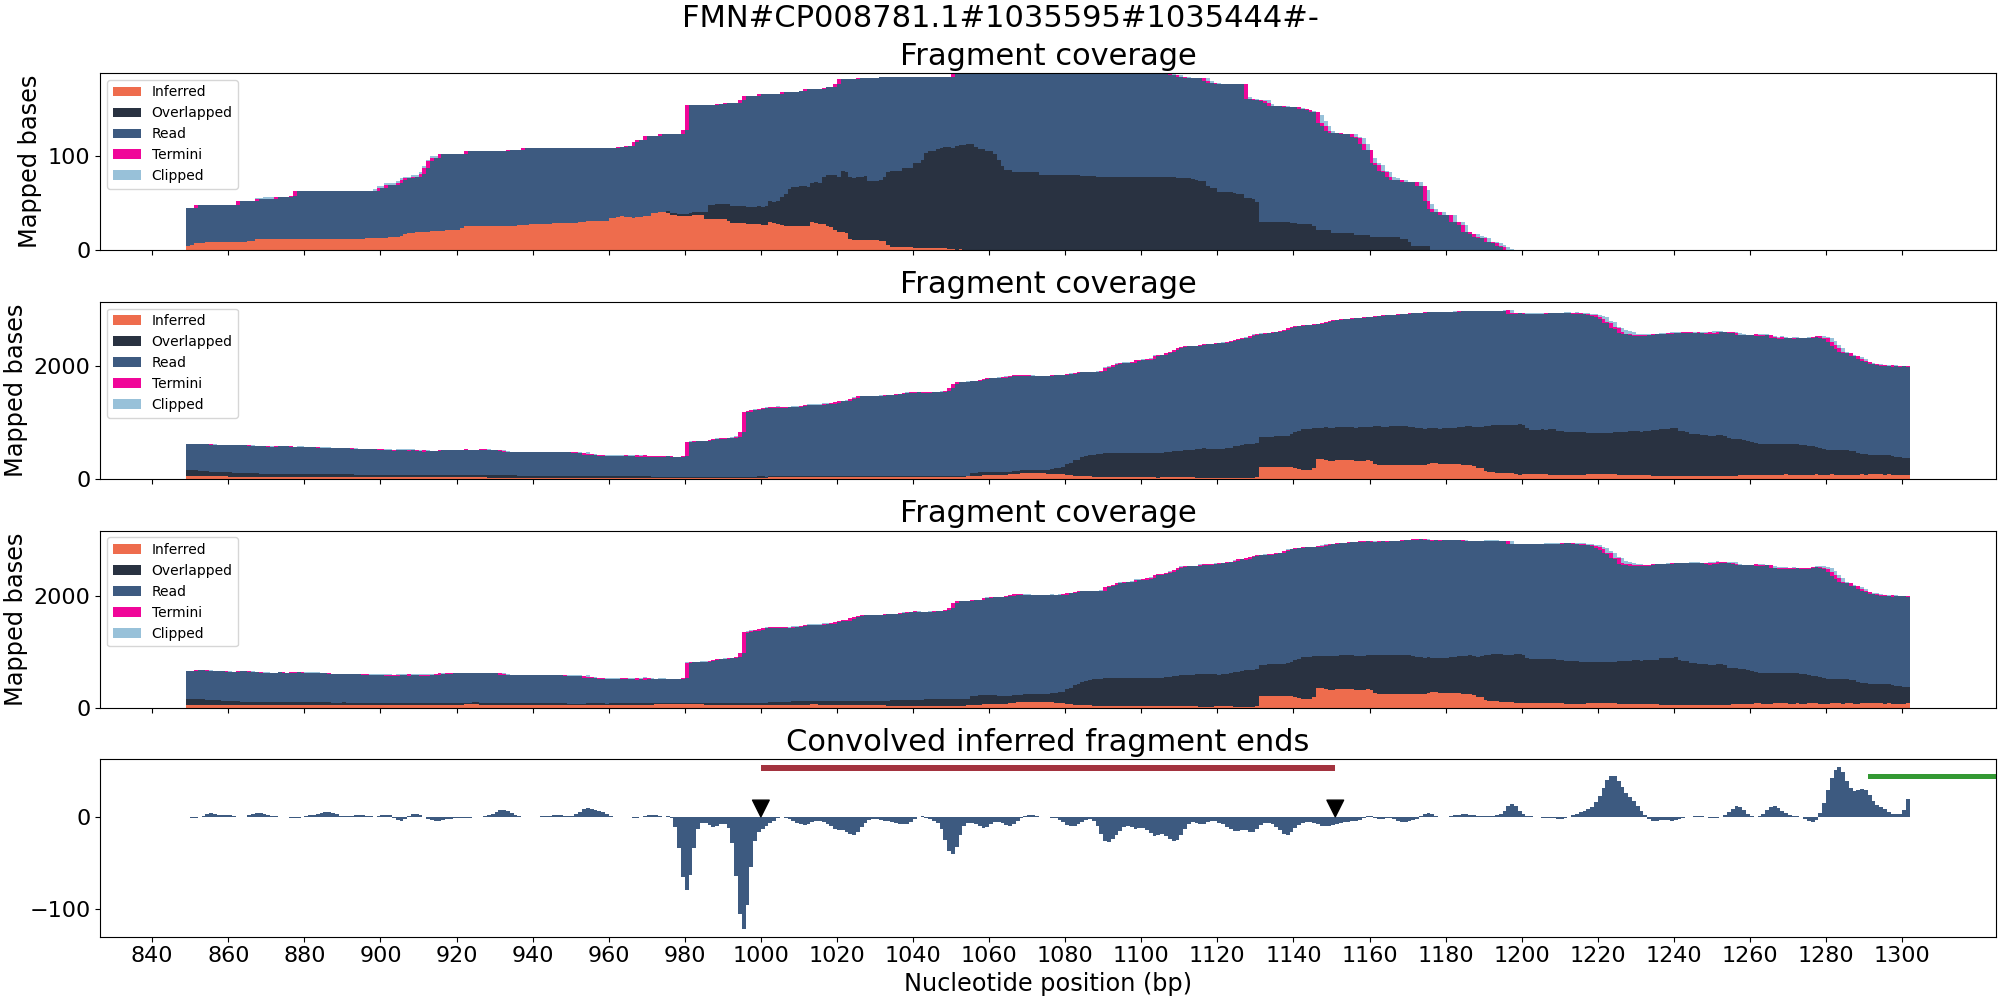 FMN#CP008781.1#1035595#1035444#-
Fragment coverage
Mapped bases
100
0
Inferred
Overlapped
Read
Termini
Clipped
Fragment coverage
Mapped bases
2000
0
Inferred
Overlapped
Read
Termini
Clipped
Fragment coverage
Mapped bases
2000
0
Inferred
Overlapped
Read
Termini
Clipped
Convolved inferred fragment ends
0
−100
840 860 880 900 920 940 960 980 1000 1020 1040 1060 1080 1100 1120 1140 1160 1180 1200 1220 1240 1260 1280 1300
Nucleotide position (bp)